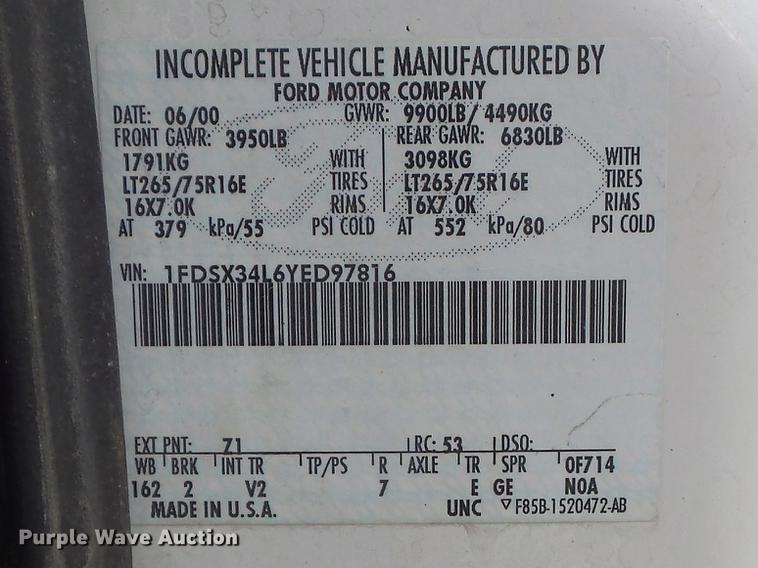 INCOMPLETE VEHICLE MANUFACTURED BY
FORD MOTOR COMPANY
DATE: 06/00 GVWR: 9900LB/ 4490KG
FRONT GAWR: 3950LB REAR GAWR: 6830LB
1791KG WITH 3098KG WITH
LT265/75R16E TIRES LT265/75R16E TIRES
16X7.0K RIMS 16X7.0K RIMS
AT 379 kPa/55 PSI COLD AT 552 kPa/80 PSI COLD
VIN: 1FDSX34L6YED97816
EXT PNT: Z1 RC: 53 DSO:
WB BRK INT TR TP/PS R AXLE TR SPR 0F714
162 2 V2 7 E GE N0A
MADE IN U.S.A. UNC F85B-1520472-AB
Purple Wave Auction